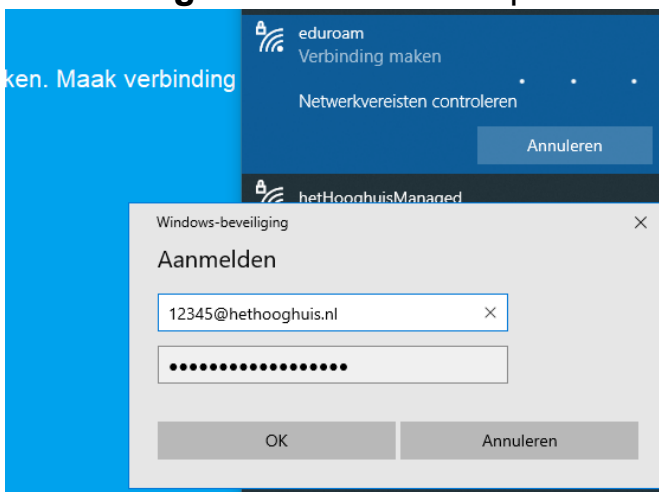 eduroam
Verbinding maken
ken. Maak verbinding
Netwerkvereisten controleren
Annuleren
hetHooghuisManaged
Windows-beveiliging
Aanmelden
12345@hethooghuis.nl
••••••••••••••••••
OK Annuleren